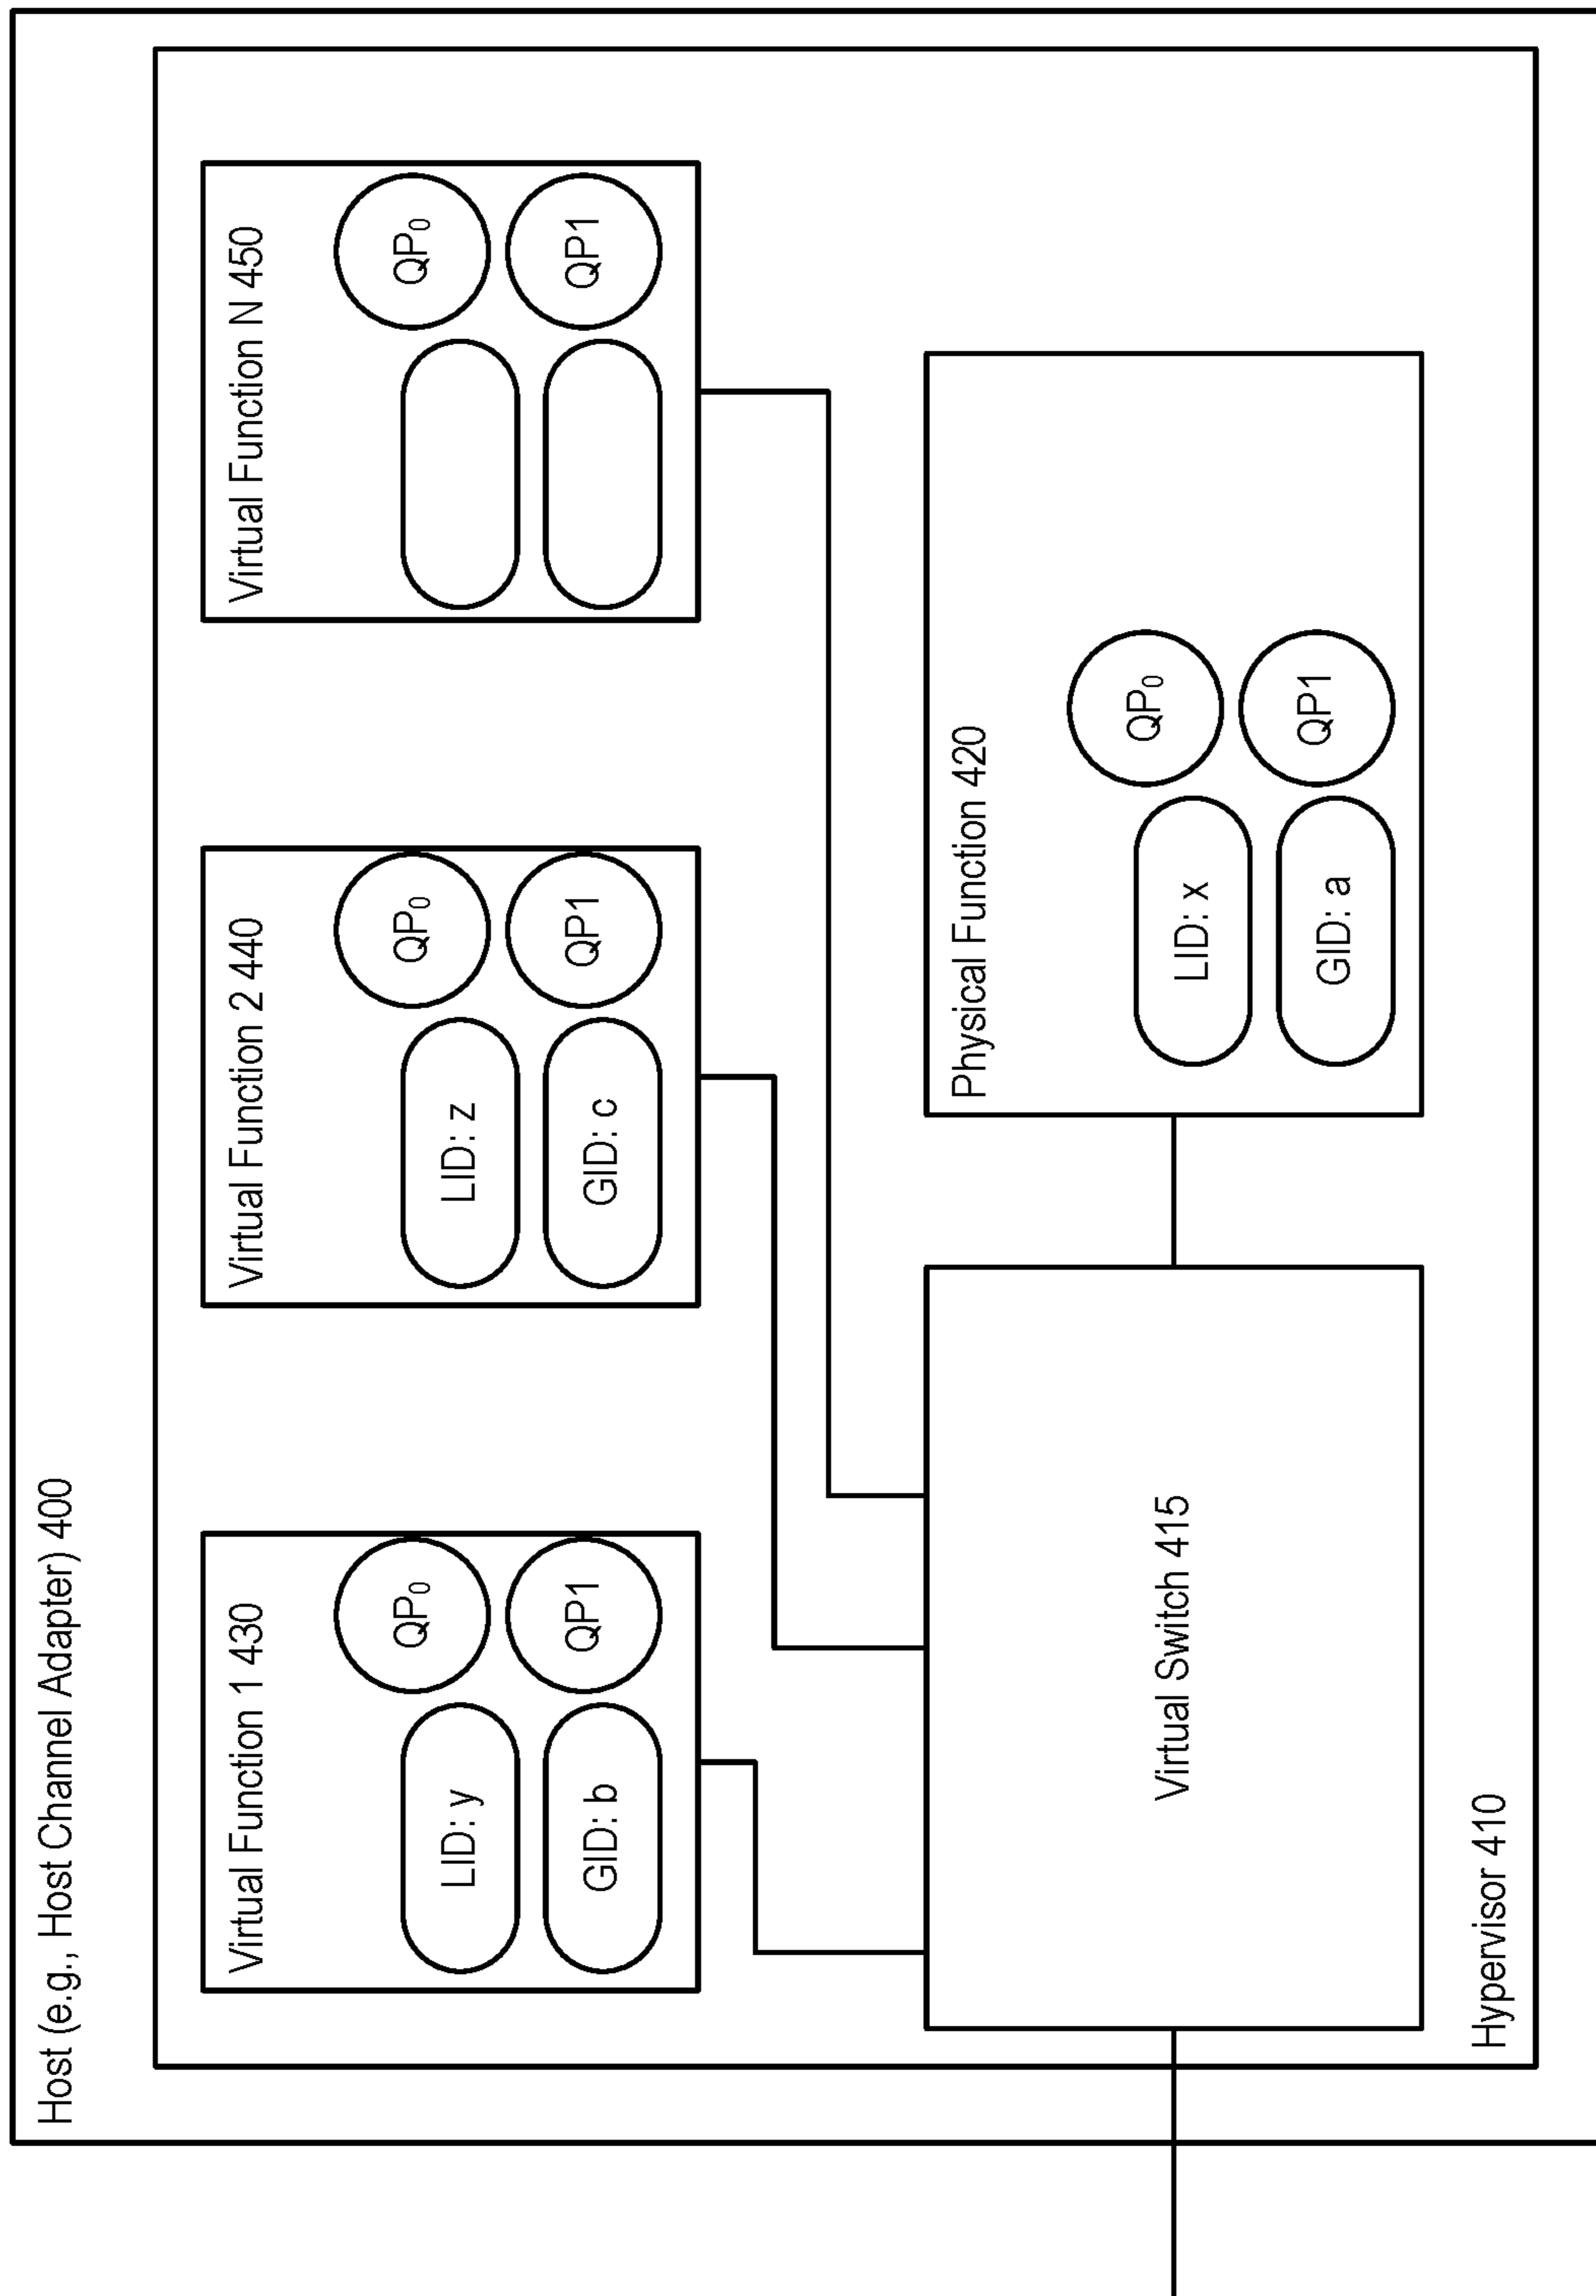 Host (e.g., Host Channel Adapter) 400
Virtual Function 1 430
LID: y
QP₀
GID: b
QP1
Virtual Function 2 440
LID: z
QP₀
GID: c
QP1
Virtual Function N 450
QP₀
QP1
Virtual Switch 415
Physical Function 420
LID: x
QP₀
GID: a
QP1
Hypervisor 410